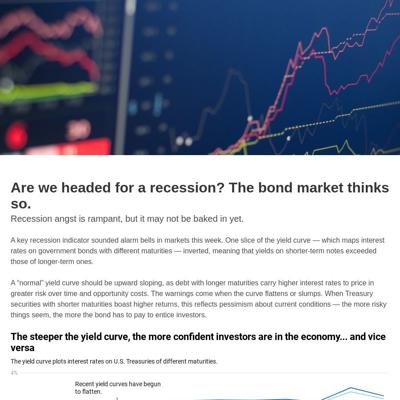 Are we headed for a recession? The bond market thinks
so.
Recession angst is rampant, but it may not be baked in yet.
A key recession indicator sounded alarm bells in markets this week. One slice of the yield curve — which maps interest
rates on government bonds with different maturities — inverted, meaning that yields on shorter-term notes exceeded
those of longer-term ones.
A “normal” yield curve should be upward sloping, as debt with longer maturities carry higher interest rates to price in
greater risk over time and opportunity costs. The warnings come when the curve flattens or slumps. When Treasury
securities with shorter maturities boast higher returns, this reflects pessimism about current conditions — the more risky
things seem, the more the bond has to pay to entice investors.
The steeper the yield curve, the more confident investors are in the economy... and vice
versa
The yield curve plots interest rates on U.S. Treasuries of different maturities.
4%
Recent yield curves have begun
to flatten.